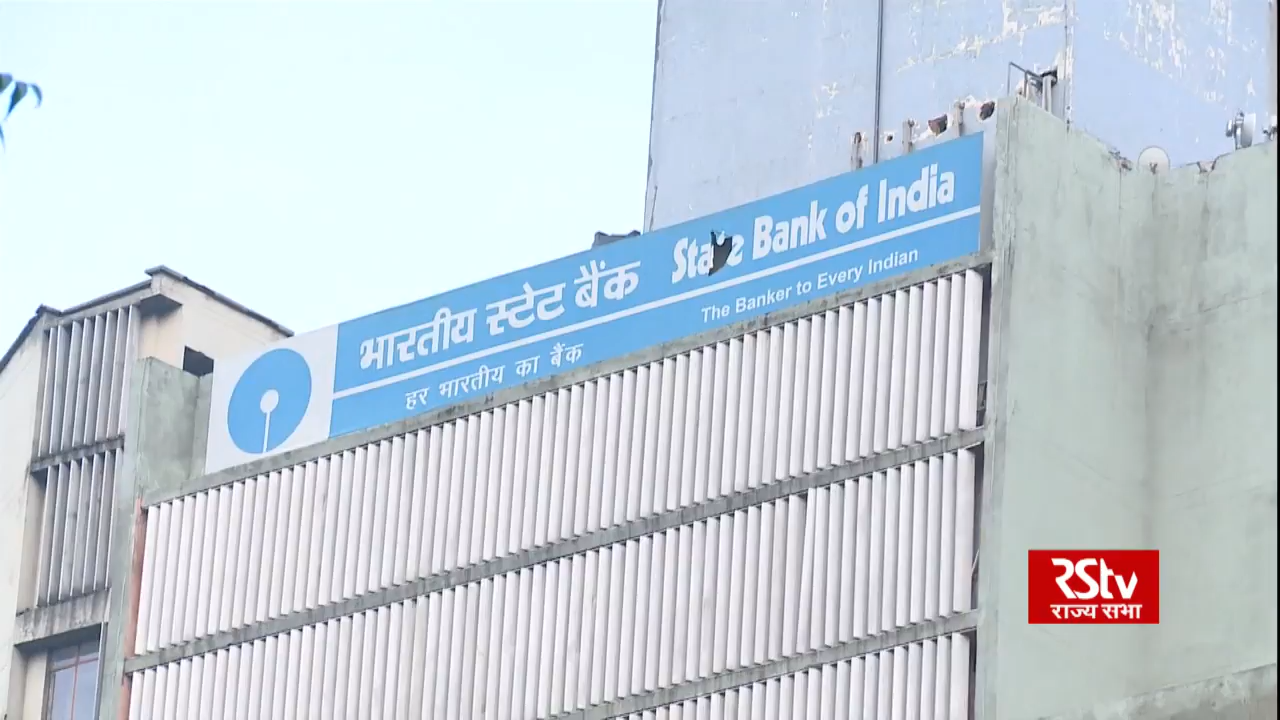 भारतीय स्टेट बैंक State Bank of India
हर भारतीय का बैंक The Banker to Every Indian
RStv
राज्य सभा